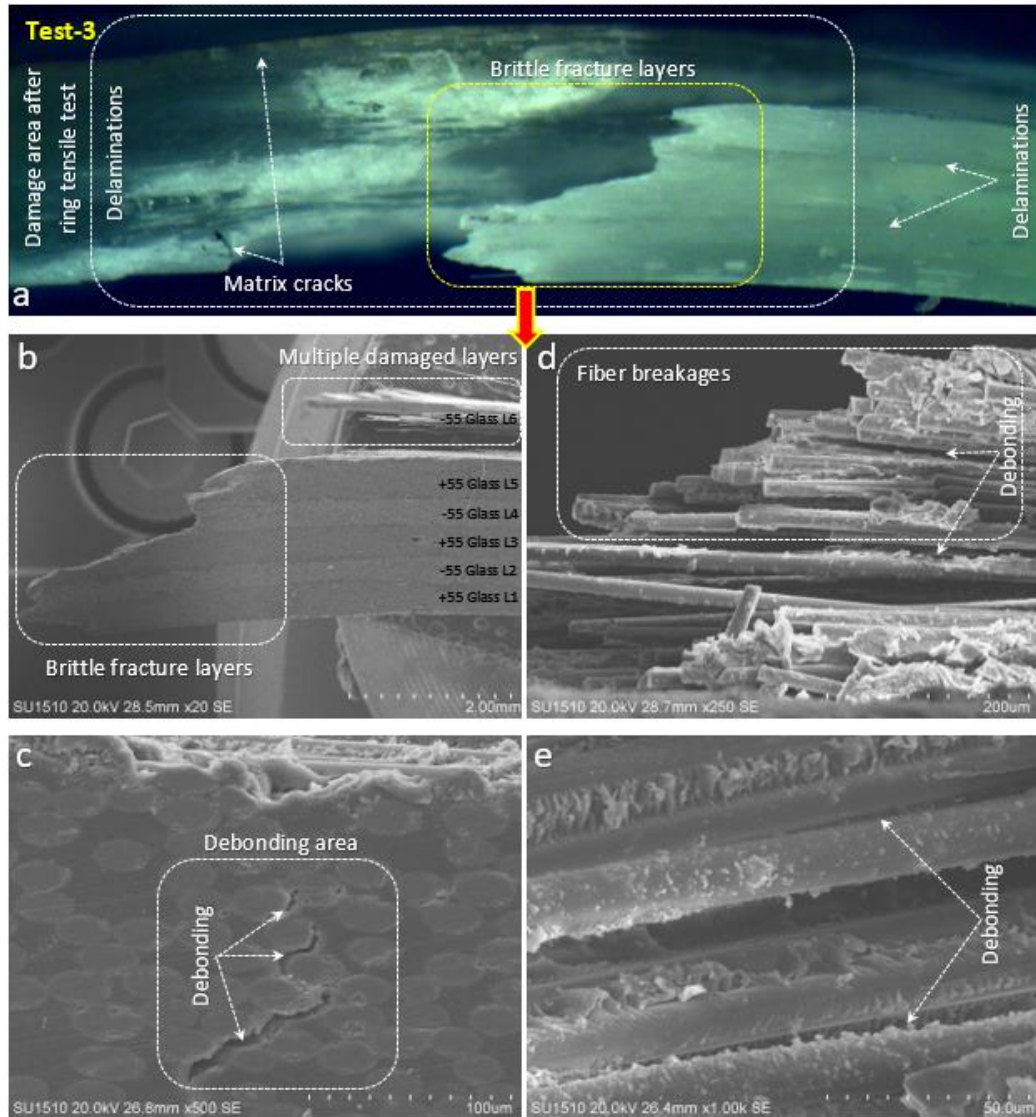 Test-3
Damage area after
ring tensile test
Delaminations
Brittle fracture layers
Delaminations
Matrix cracks
a
b
Multiple damaged layers
-55 Glass L6
+55 Glass L5
-55 Glass L4
+55 Glass L3
-55 Glass L2
+55 Glass L1
Brittle fracture layers
SU1510 20.0kV 28.5mm x20 SE
2.00mm
d
Fiber breakages
Debonding
SU1510 20.0kV 28.7mm x250 SE
200um
c
Debonding area
Debonding
SU1510 20.0kV 26.8mm x500 SE
100um
e
Debonding
SU1510 20.0kV 26.4mm x1.00k SE
50.0um